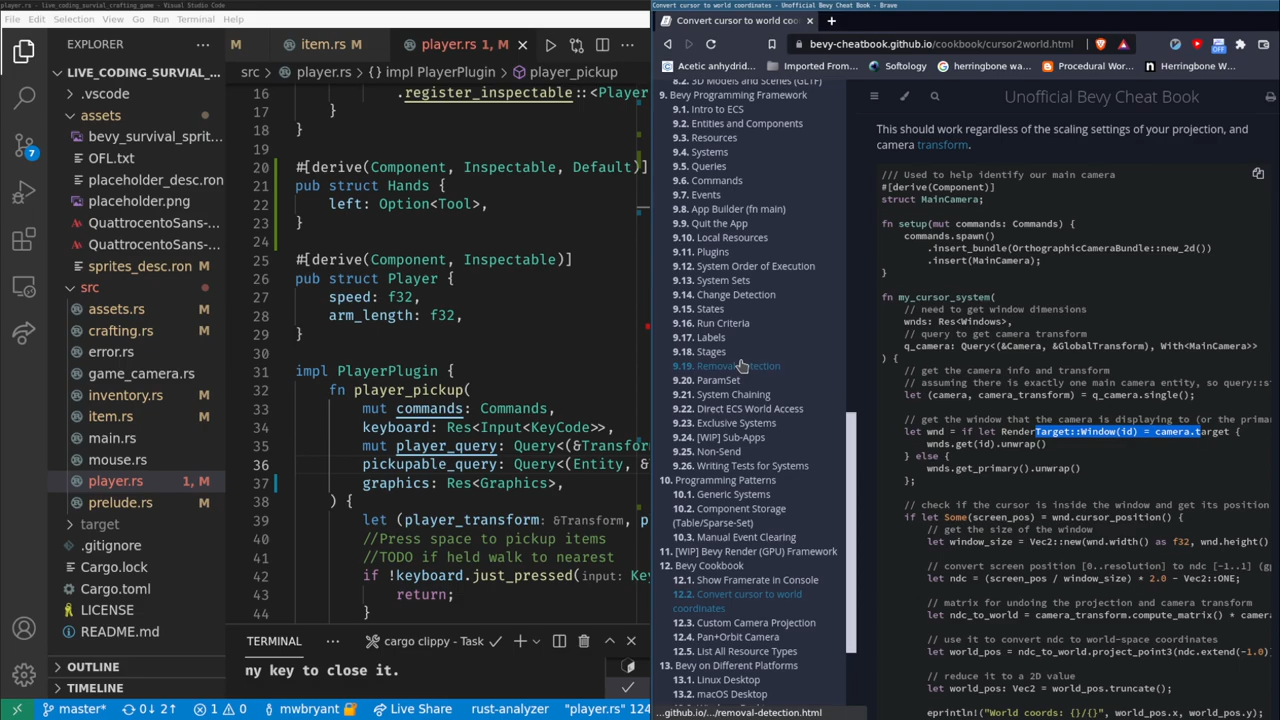 player.rs - live_coding_survial_crafting_game - Visual Studio Code
File Edit Selection View Go Run Terminal
EXPLORER
LIVE_CODING_SURVIAL_...
.vscode
assets
bevy_survival_sprit...
OFL.txt
placeholder_desc.ron
placeholder.png
QuattrocentoSans-...
QuattrocentoSans-...
sprites_desc.ron M
src
assets.rs M
crafting.rs M
error.rs
game_camera.rs M
inventory.rs M
item.rs M
main.rs
mouse.rs
player.rs 1, M
prelude.rs M
target
.gitignore
Cargo.lock
Cargo.toml
LICENSE
README.md
OUTLINE
TIMELINE
7
M item.rs M player.rs 1, M
src player.rs {} impl PlayerPlugin player_pickup
16 .register_inspectable::<Player
17 }
18 }
19
20 #[derive(Component, Inspectable, Default)]
21 pub struct Hands {
22 left: Option<Tool>,
23 }
24
25 #[derive(Component, Inspectable)]
26 pub struct Player {
27 speed: f32,
28 arm_length: f32,
29 }
30
31 impl PlayerPlugin {
32 fn player_pickup(
33 mut commands: Commands,
34 keyboard: Res<Input<KeyCode>>,
35 mut player_query: Query<(&Transfor
36 pickupable_query: Query<(Entity, &
37 graphics: Res<Graphics>,
38 ) {
39 let (player_transform: &Transform, p
40 //Press space to pickup items
41 //TODO if held walk to nearest
42 if !keyboard.just_pressed(input: Key
43 return;
44 }
TERMINAL ... cargo clippy - Task
ny key to close it.
master* 0↓ 2↑ 1 0 mwbryant Live Share rust-analyzer "player.rs" 124
Convert cursor to world coordinates - Unofficial Bevy Cheat Book - Brave
Convert cursor to world coo
bevy-cheatbook.github.io/cookbook/cursor2world.html
Acetic anhydrid... Imported From... Softology herringbone wa... Procedural Wor... Herringbone W...
8.2. 3D Models and Scenes (GLTF)
9. Bevy Programming Framework
9.1. Intro to ECS
9.2. Entities and Components
9.3. Resources
9.4. Systems
9.5. Queries
9.6. Commands
9.7. Events
9.8. App Builder (fn main)
9.9. Quit the App
9.10. Local Resources
9.11. Plugins
9.12. System Order of Execution
9.13. System Sets
9.14. Change Detection
9.15. States
9.16. Run Criteria
9.17. Labels
9.18. Stages
9.19. Removal Detection
9.20. ParamSet
9.21. System Chaining
9.22. Direct ECS World Access
9.23. Exclusive Systems
9.24. [WIP] Sub-Apps
9.25. Non-Send
9.26. Writing Tests for Systems
10. Programming Patterns
10.1. Generic Systems
10.2. Component Storage
(Table/Sparse-Set)
10.3. Manual Event Clearing
11. [WIP] Bevy Render (GPU) Framework
12. Bevy Cookbook
12.1. Show Framerate in Console
12.2. Convert cursor to world
coordinates
12.3. Custom Camera Projection
12.4. Pan+Orbit Camera
12.5. List All Resource Types
13. Bevy on Different Platforms
13.1. Linux Desktop
13.2. macOS Desktop
.github.io/.../removal-detection.html
Unofficial Bevy Cheat Book
This should work regardless of the scaling settings of your projection, and
camera transform.
/// Used to help identify our main camera
#[derive(Component)]
struct MainCamera;
fn setup(mut commands: Commands) {
commands.spawn()
.insert_bundle(OrthographicCameraBundle::new_2d())
.insert(MainCamera);
}
fn my_cursor_system(
// need to get window dimensions
wnds: Res<Windows>,
// query to get camera transform
q_camera: Query<(&Camera, &GlobalTransform), With<MainCamera>>
) {
// get the camera info and transform
// assuming there is exactly one main camera entity, so query::s
let (camera, camera_transform) = q_camera.single();
// get the window that the camera is displaying to (or the prima
let wnd = if let RenderTarget::Window(id) = camera.target {
wnds.get(id).unwrap()
} else {
wnds.get_primary().unwrap()
};
// check if the cursor is inside the window and get its position
if let Some(screen_pos) = wnd.cursor_position() {
// get the size of the window
let window_size = Vec2::new(wnd.width() as f32, wnd.height()
// convert screen position [0..resolution] to ndc [-1..1] (g
let ndc = (screen_pos / window_size) * 2.0 - Vec2::ONE;
// matrix for undoing the projection and camera transform
let ndc_to_world = camera_transform.compute_matrix() * camer
// use it to convert ndc to world-space coordinates
let world_pos = ndc_to_world.project_point3(ndc.extend(-1.0)
// reduce it to a 2D value
let world_pos: Vec2 = world_pos.truncate();
eprintln!("World coords: {}/{}", world_pos.x, world_pos.y);